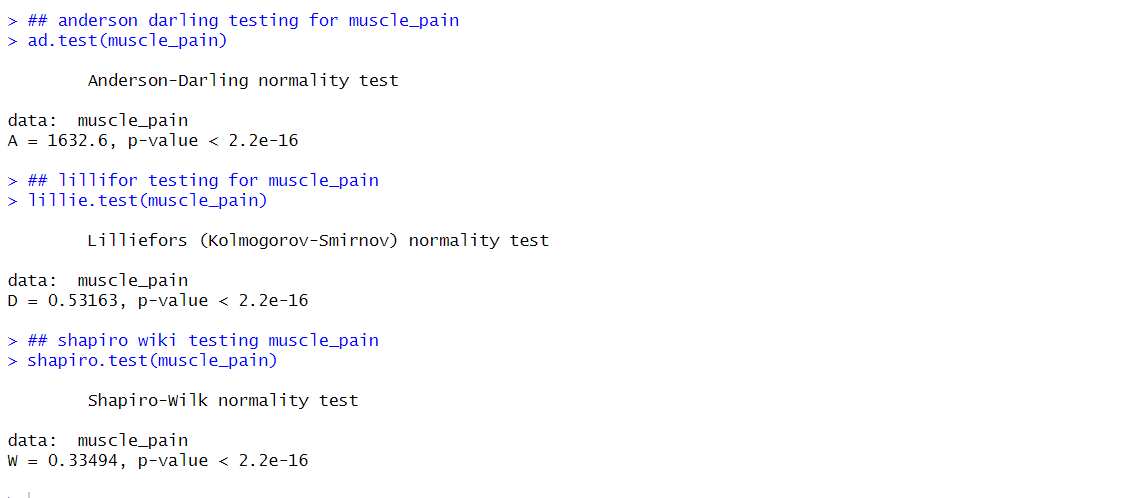 > ## anderson darling testing for muscle_pain
> ad.test(muscle_pain)
Anderson-Darling normality test
data:  muscle_pain
A = 1632.6, p-value < 2.2e-16
> ## lillifor testing for muscle_pain
> lillie.test(muscle_pain)
Lilliefors (Kolmogorov-Smirnov) normality test
data:  muscle_pain
D = 0.53163, p-value < 2.2e-16
> ## shapiro wiki testing muscle_pain
> shapiro.test(muscle_pain)
Shapiro-Wilk normality test
data:  muscle_pain
W = 0.33494, p-value < 2.2e-16